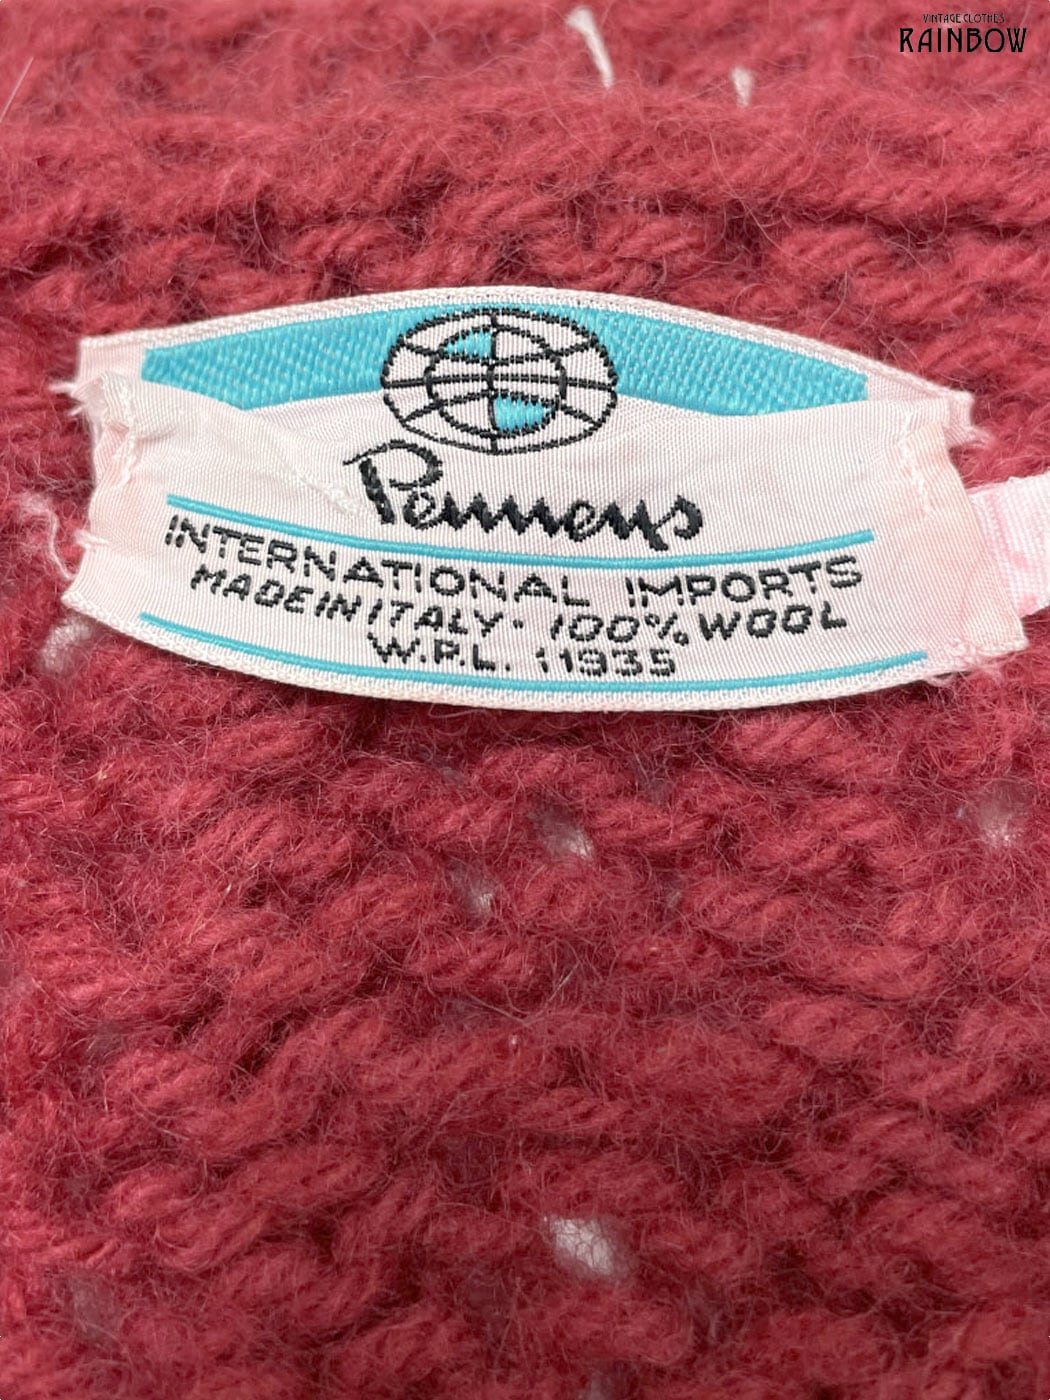 VINTAGE CLOTHES
RAINBOW
Penneys
INTERNATIONAL IMPORTS
MADE IN ITALY · 100% WOOL
W.P.L. 11935